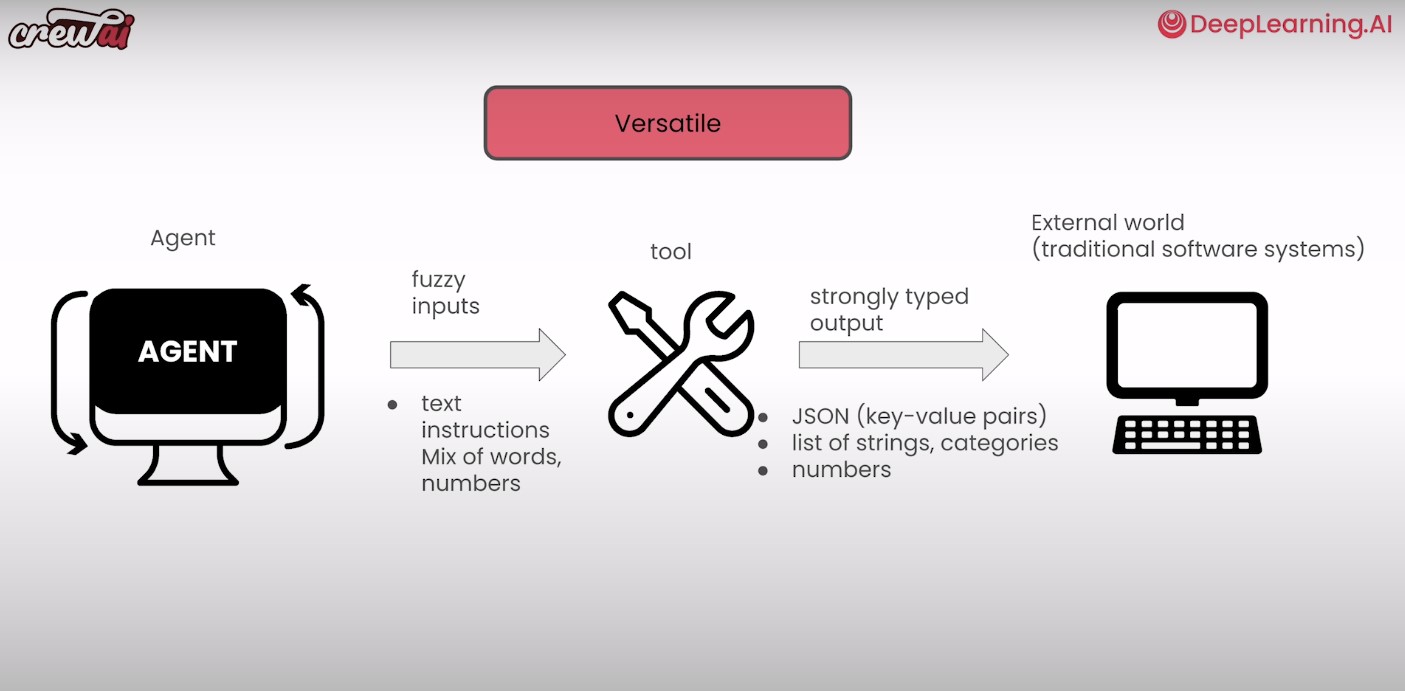 crewai
DeepLearning.AI
Versatile
Agent
AGENT
fuzzy
inputs
• text
instructions
Mix of words,
numbers
tool
strongly typed
output
• JSON (key-value pairs)
• list of strings, categories
• numbers
External world
(traditional software systems)